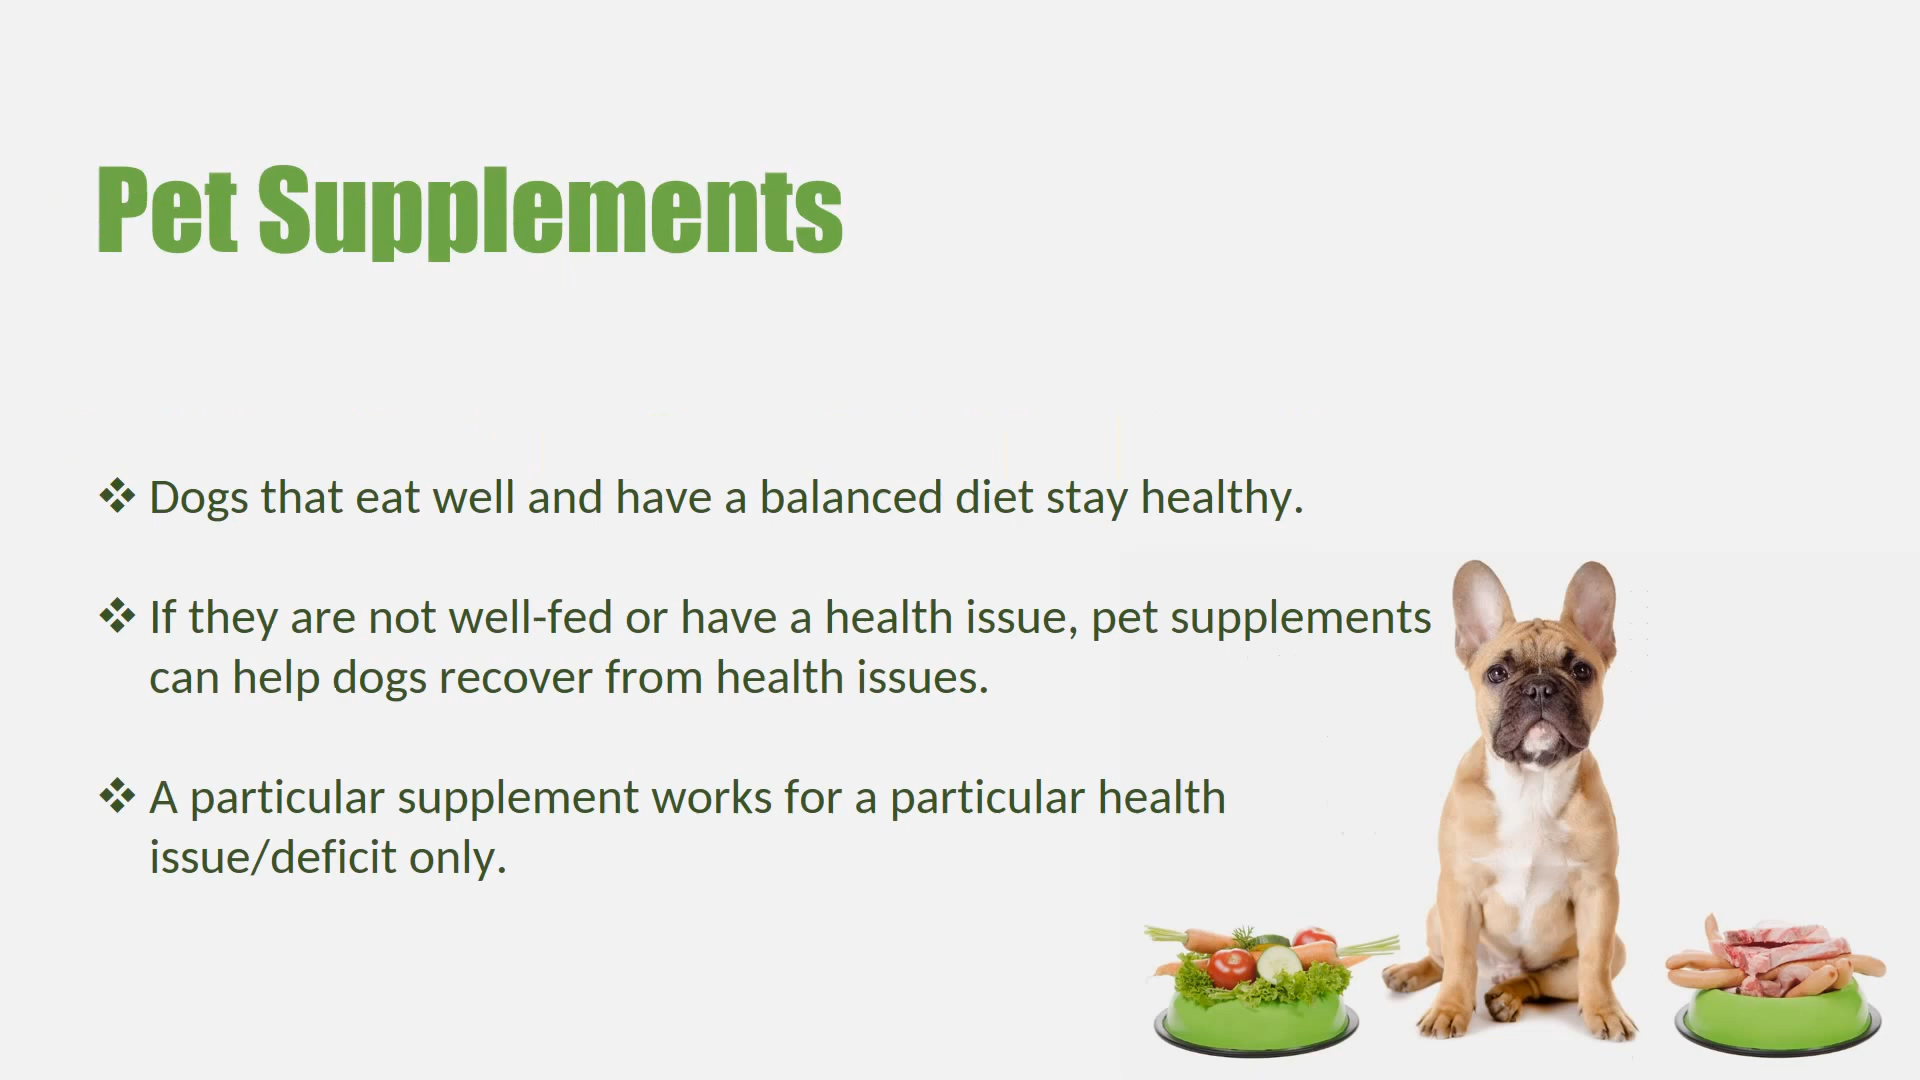 Pet Supplements
❖ Dogs that eat well and have a balanced diet stay healthy.
❖ If they are not well-fed or have a health issue, pet supplements
can help dogs recover from health issues.
❖ A particular supplement works for a particular health
issue/deficit only.